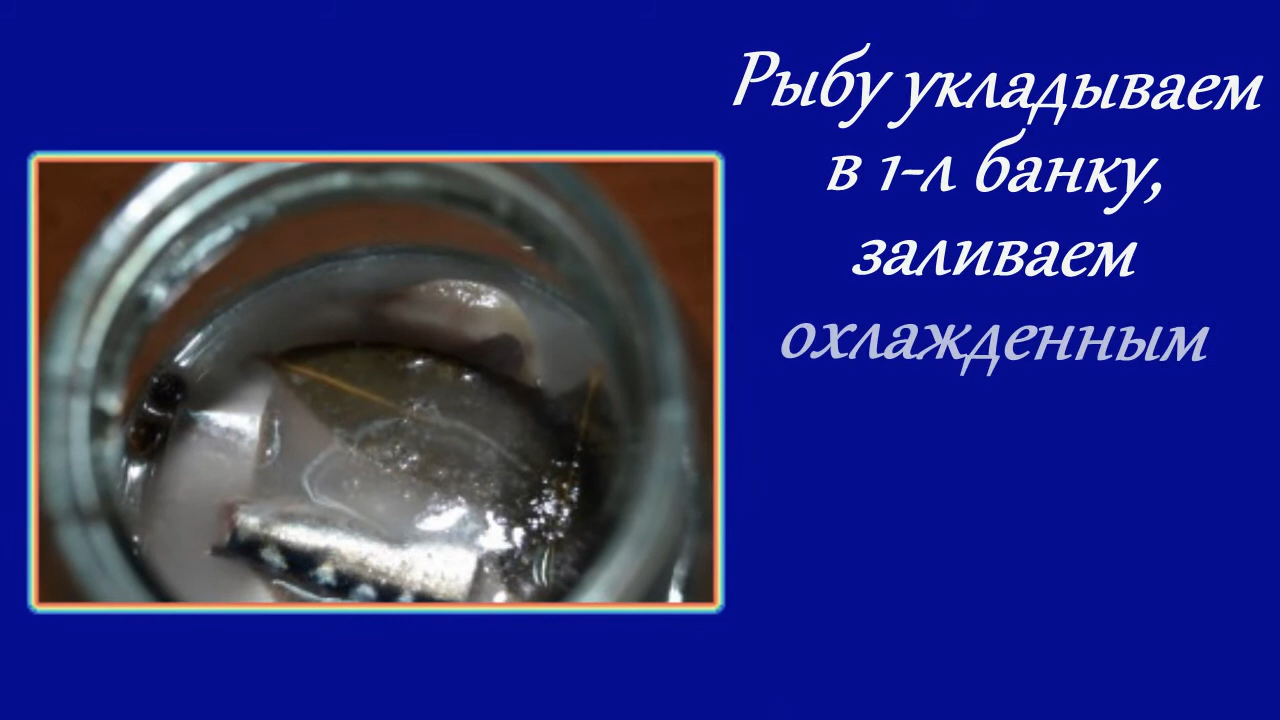 Рыбу укладываем
в 1-л банку,
заливаем
охлажденным